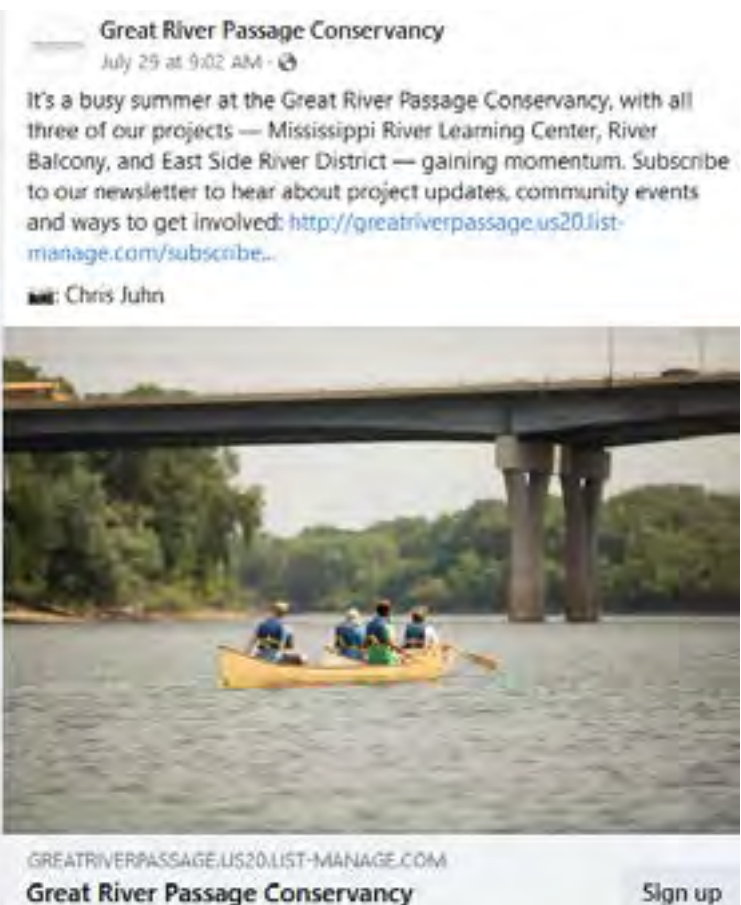 Great River Passage Conservancy
July 29 at 9:02 AM ·
It's a busy summer at the Great River Passage Conservancy, with all
three of our projects — Mississippi River Learning Center, River
Balcony, and East Side River District — gaining momentum. Subscribe
to our newsletter to hear about project updates, community events
and ways to get involved: http://greatriverpassage.us20.list-
manage.com/subscribe...
: Chris Juhn
GREATRIVERPASSAGE.US20.LIST-MANAGE.COM
Great River Passage Conservancy
Sign up